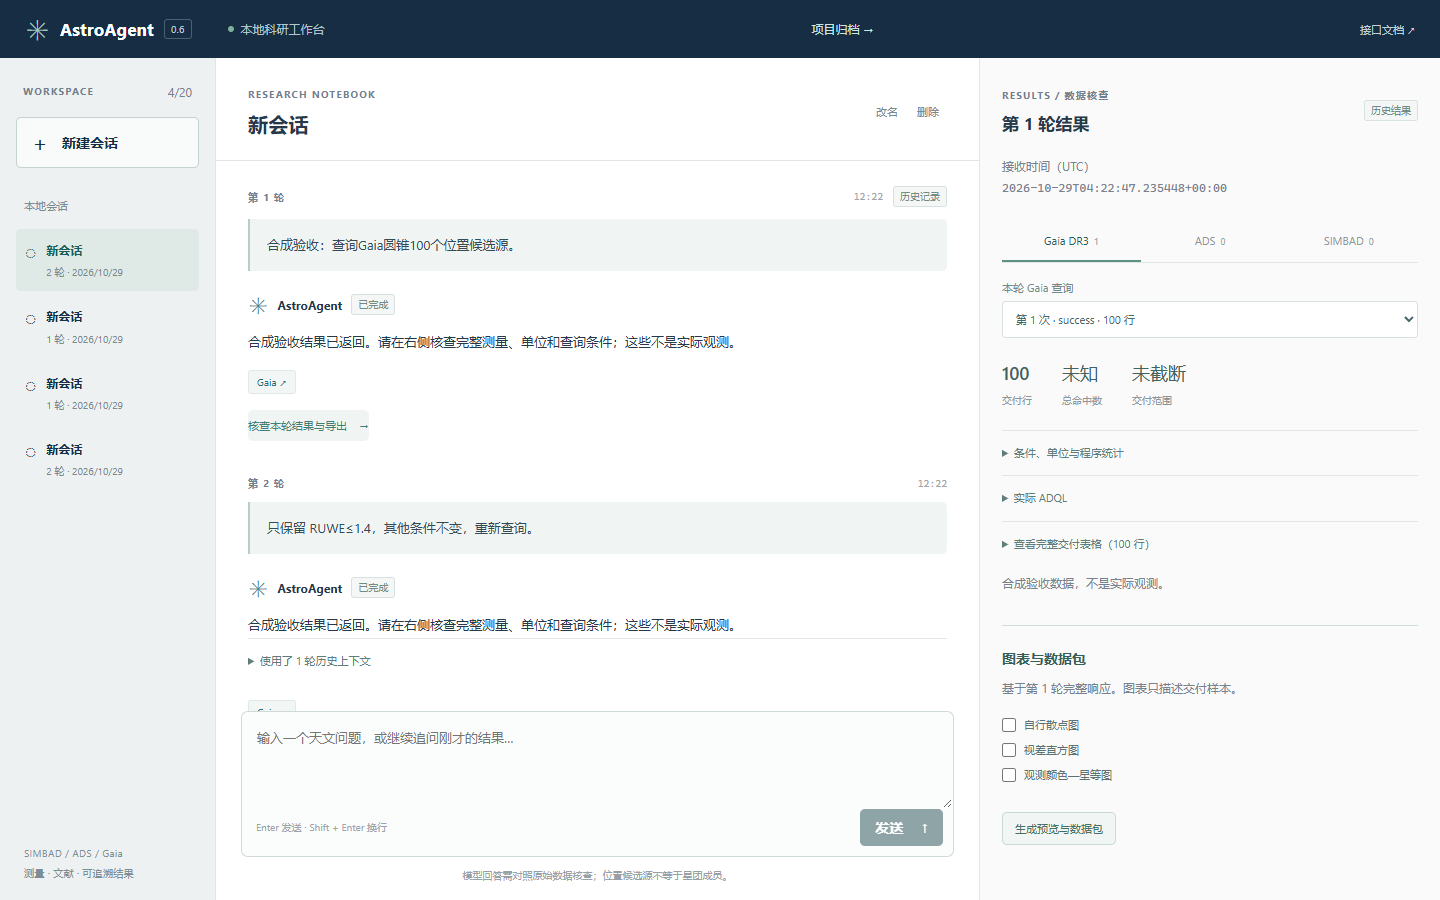 AstroAgent 0.6
本地科研工作台
项目归档 →
接口文档 ↗
WORKSPACE 4/20
+ 新建会话
本地会话
新会话
2 轮 · 2026/10/29
新会话
1 轮 · 2026/10/29
新会话
1 轮 · 2026/10/29
新会话
2 轮 · 2026/10/29
SIMBAD / ADS / Gaia
测量 · 文献 · 可追溯结果
RESEARCH NOTEBOOK
新会话
改名 删除
第 1 轮 12:22 历史记录
合成验收：查询Gaia圆锥100个位置候选源。
AstroAgent 已完成
合成验收结果已返回。请在右侧核查完整测量、单位和查询条件；这些不是实际观测。
Gaia ↗
核查本轮结果与导出 →
第 2 轮 12:22
只保留 RUWE≤1.4，其他条件不变，重新查询。
AstroAgent 已完成
合成验收结果已返回。请在右侧核查完整测量、单位和查询条件；这些不是实际观测。
▶ 使用了 1 轮历史上下文
输入一个天文问题，或继续追问刚才的结果...
Enter 发送 · Shift + Enter 换行
发送 ↑
模型回答需对照原始数据核查；位置候选源不等于星团成员。
RESULTS / 数据核查
第 1 轮结果
历史结果
接收时间（UTC）
2026-10-29T04:22:47.235448+00:00
Gaia DR3 1 ADS 0 SIMBAD 0
本轮 Gaia 查询
第 1 次 · success · 100 行
100 未知 未截断
交付行 总命中数 交付范围
▶ 条件、单位与程序统计
▶ 实际 ADQL
▶ 查看完整交付表格（100 行）
合成验收数据，不是实际观测。
图表与数据包
基于第 1 轮完整响应。图表只描述交付样本。
自行散点图
视差直方图
观测颜色—星等图
生成预览与数据包